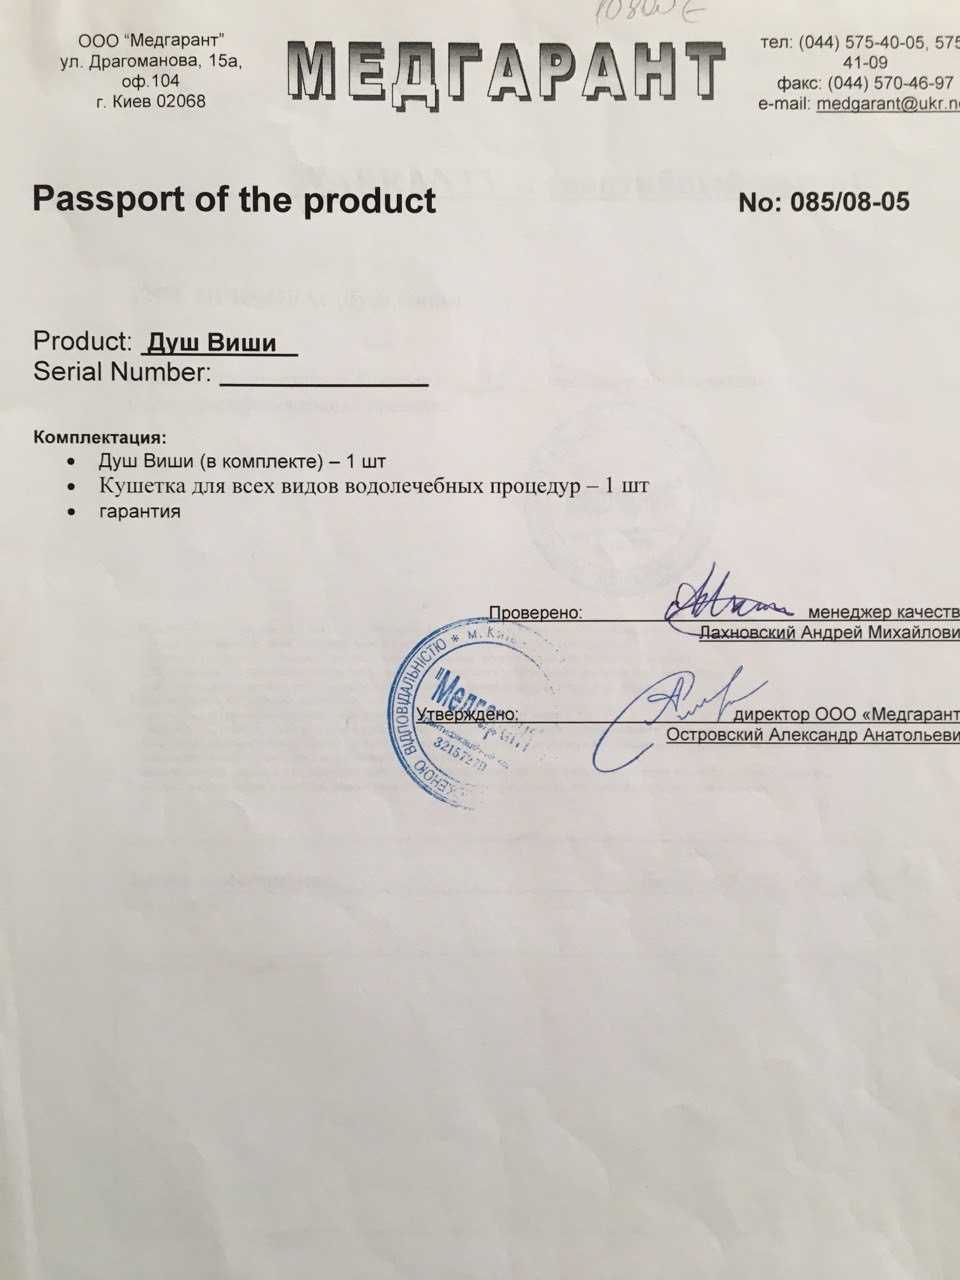 ООО “Медгарант”
ул. Драгоманова, 15а,
оф.104
г. Киев 02068
МЕДГАРАНТ
тел: (044) 575-40-05, 575
41-09
факс: (044) 570-46-97
e-mail: medgarant@ukr.n
Passport of the product
No: 085/08-05
Product: Душ Виши
Serial Number:
Комплектация:
• Душ Виши (в комплекте) – 1 шт
• Кушетка для всех видов водолечебных процедур – 1 шт
• гарантия
Проверено: менеджер качеств
Лахновский Андрей Михайлови
Утверждено: директор ООО «Медгарант
Островский Александр Анатольеви
ВІДПОВІДАЛЬНІСТЮ * м. Київ